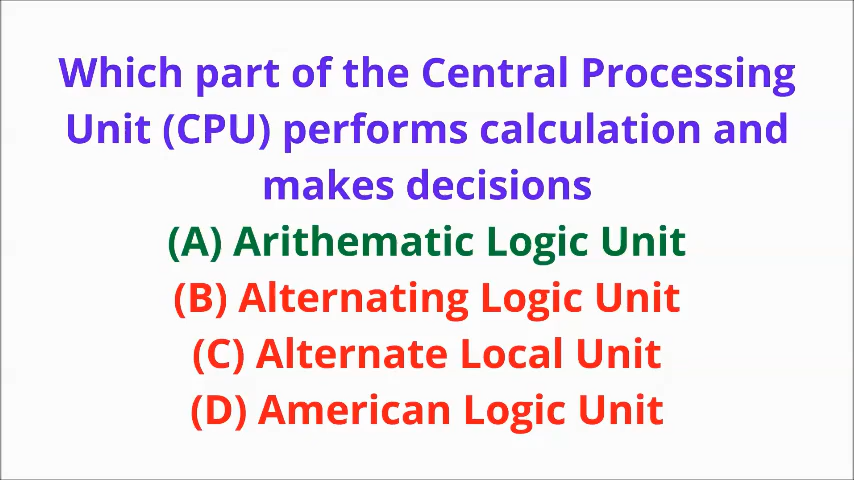 Which part of the Central Processing
Unit (CPU) performs calculation and
makes decisions
(A) Arithematic Logic Unit
(B) Alternating Logic Unit
(C) Alternate Local Unit
(D) American Logic Unit